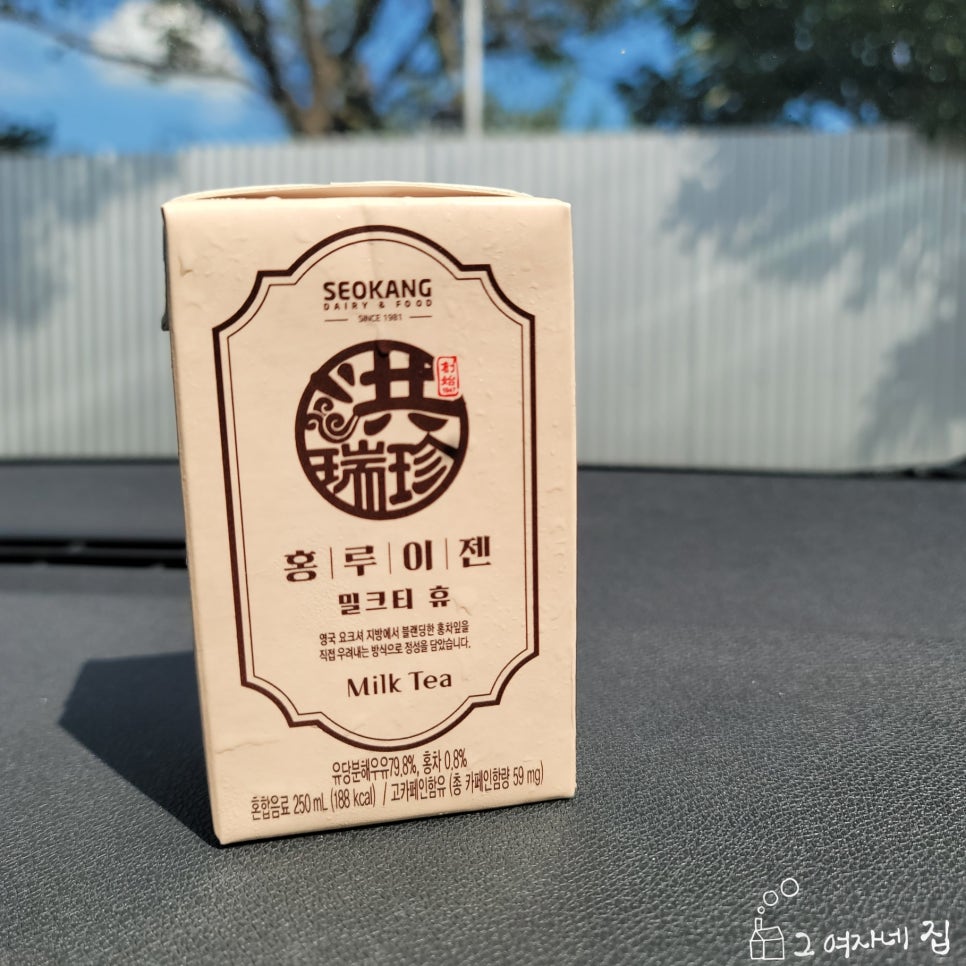 SEOKANG
DAIRY & FOOD
SINCE 1981
創始
1947
洪
瑞珍
홍|루|이|젠
밀크티 휴
영국 요크셔 지방에서 블랜딩한 홍차잎을
직접 우려내는 방식으로 정성을 담았습니다.
Milk Tea
유당분해우유79.8%, 홍차 0.8%
혼합음료 250 mL (188 kcal) / 고카페인함유 (총 카페인함량 59 mg)
그 여자네 집